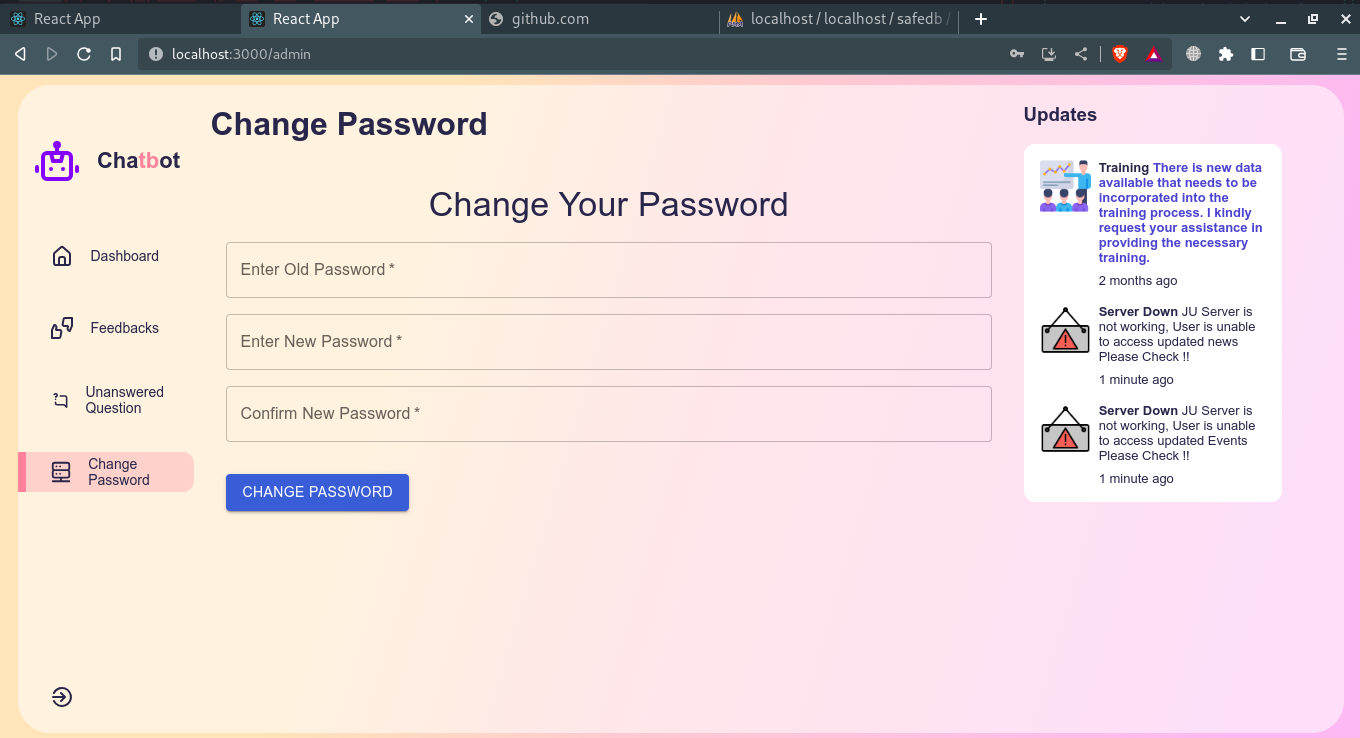 React App
React App
github.com
localhost / localhost / safedb /
localhost:3000/admin
Change Password
Updates
Chatbot
Training There is new data
available that needs to be
incorporated into the
training process. I kindly
request your assistance in
providing the necessary
training.
2 months ago
Change Your Password
Dashboard
Enter Old Password *
Feedbacks
Enter New Password *
Server Down JU Server is
not working, User is unable
to access updated news
Please Check !!
1 minute ago
Unanswered
Question
Confirm New Password *
Server Down JU Server is
not working, User is unable
to access updated Events
Please Check !!
1 minute ago
Change
Password
CHANGE PASSWORD